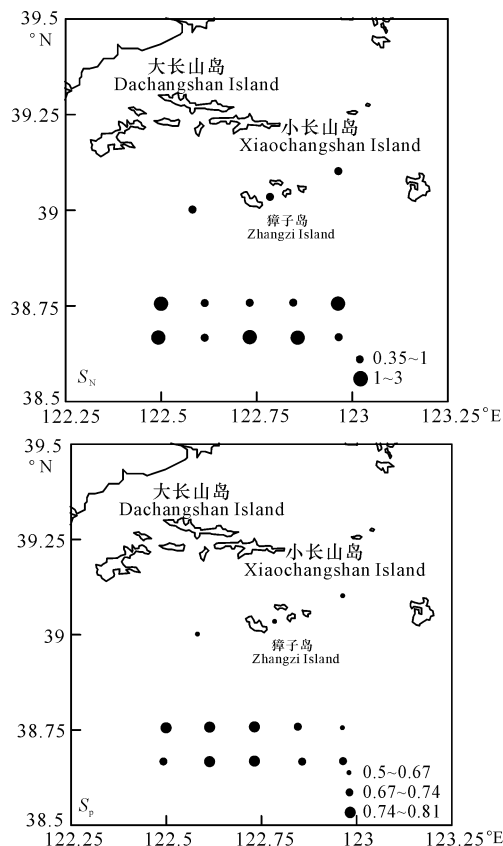 39.5
°N
大长山岛
Dachangshan Island
39.25
小长山岛
Xiaochangshan Island
39
獐子岛
Zhangzi Island
38.75
0.35~1
S_N
1~3
38.5
122.25 122.5 122.75 123 123.25°E
39.5
°N
大长山岛
Dachangshan Island
39.25
小长山岛
Xiaochangshan Island
39
獐子岛
Zhangzi Island
38.75
0.5~0.67
0.67~0.74
S_p
0.74~0.81
38.5
122.25 122.5 122.75 123 123.25°E